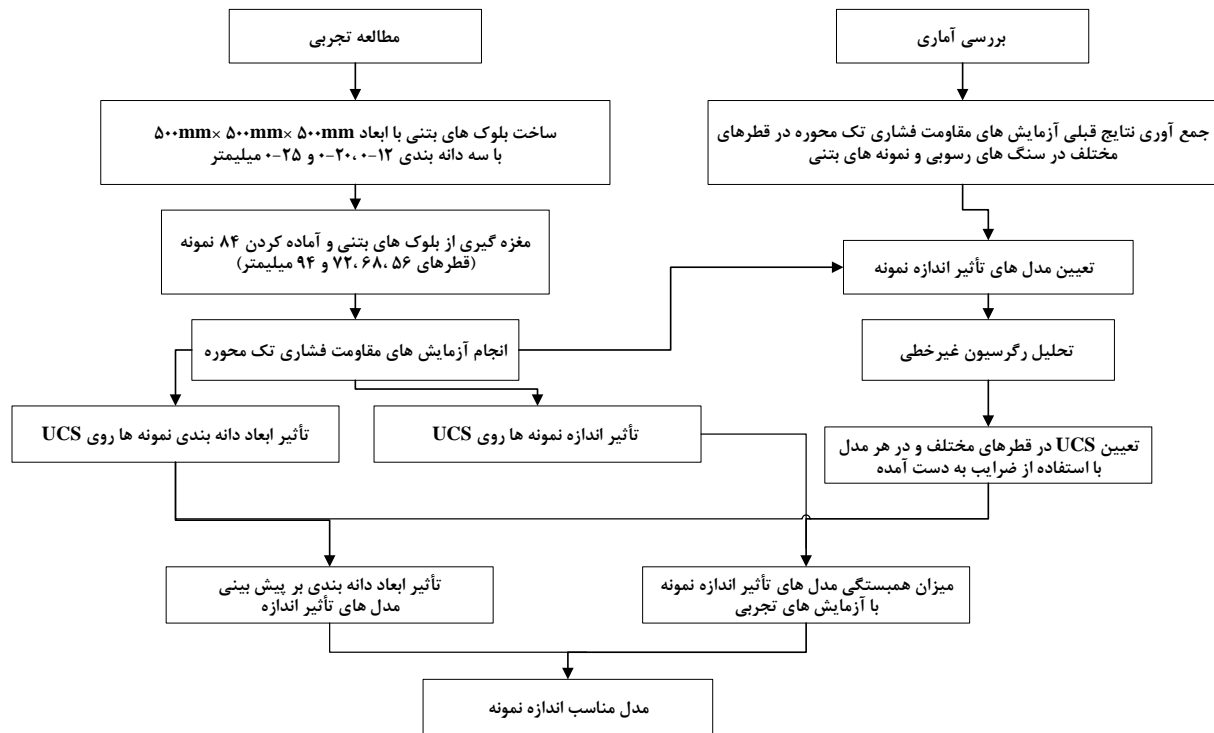 بررسی آماری
مطالعه تجربی
جمع آوری نتایج قبلی آزمایش های مقاومت فشاری تک محوره در قطرهای
مختلف در سنگ های رسوبی و نمونه های بتنی
ساخت بلوک های بتنی با ابعاد ۵۰۰mm× ۵۰۰mm× ۵۰۰mm
با سه دانه بندی ۱۲-۰، ۲۰-۰ و ۲۵-۰ میلیمتر
مغزه گیری از بلوک های بتنی و آماده کردن ۸۴ نمونه
(قطرهای ۵۶، ۶۸، ۷۲ و ۹۴ میلیمتر)
تعیین مدل های تأثیر اندازه نمونه
انجام آزمایش های مقاومت فشاری تک محوره
تحلیل رگرسیون غیرخطی
تأثیر اندازه نمونه ها روی UCS
تأثیر ابعاد دانه بندی نمونه ها روی UCS
تعیین UCS در قطرهای مختلف و در هر مدل
با استفاده از ضرایب به دست آمده
میزان همبستگی مدل های تأثیر اندازه نمونه
با آزمایش های تجربی
تأثیر ابعاد دانه بندی بر پیش بینی
مدل های تأثیر اندازه
مدل مناسب اندازه نمونه